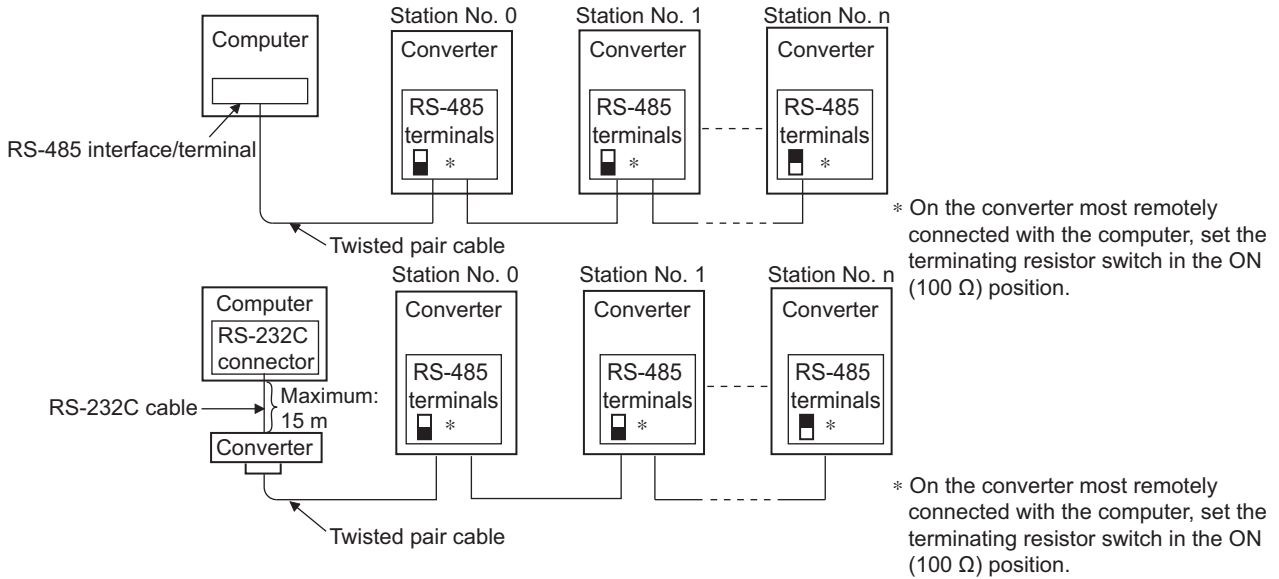 Station No. 0
Station No. 1
Station No. n
Computer
Converter
Converter
Converter
RS-485
terminals
*
RS-485
terminals
*
RS-485
terminals
*
RS-485 interface/terminal
Twisted pair cable
* On the converter most remotely
connected with the computer, set the
terminating resistor switch in the ON
(100 Ω) position.
Station No. 0
Station No. 1
Station No. n
Computer
RS-232C
connector
Converter
Converter
Converter
RS-485
terminals
*
RS-485
terminals
*
RS-485
terminals
*
RS-232C cable
Maximum:
15 m
Converter
Twisted pair cable
* On the converter most remotely
connected with the computer, set the
terminating resistor switch in the ON
(100 Ω) position.